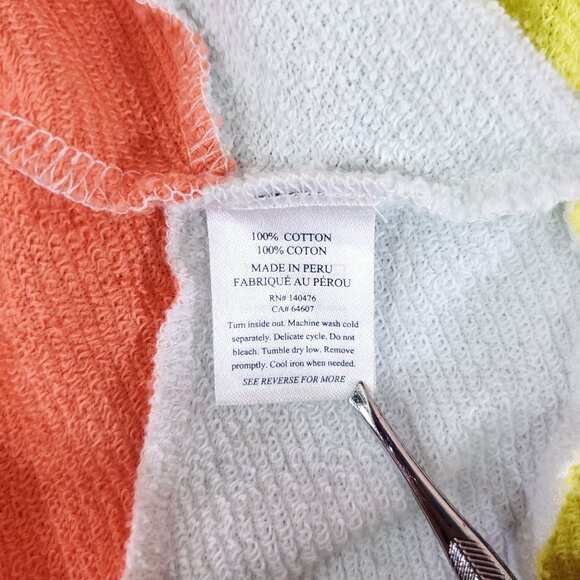 100% COTTON
100% COTON
MADE IN PERU
FABRIQUÉ AU PÉROU
RN# 140476
CA# 64607
Turn inside out. Machine wash cold
separately. Delicate cycle. Do not
bleach. Tumble dry low. Remove
promptly. Cool iron when needed.
SEE REVERSE FOR MORE